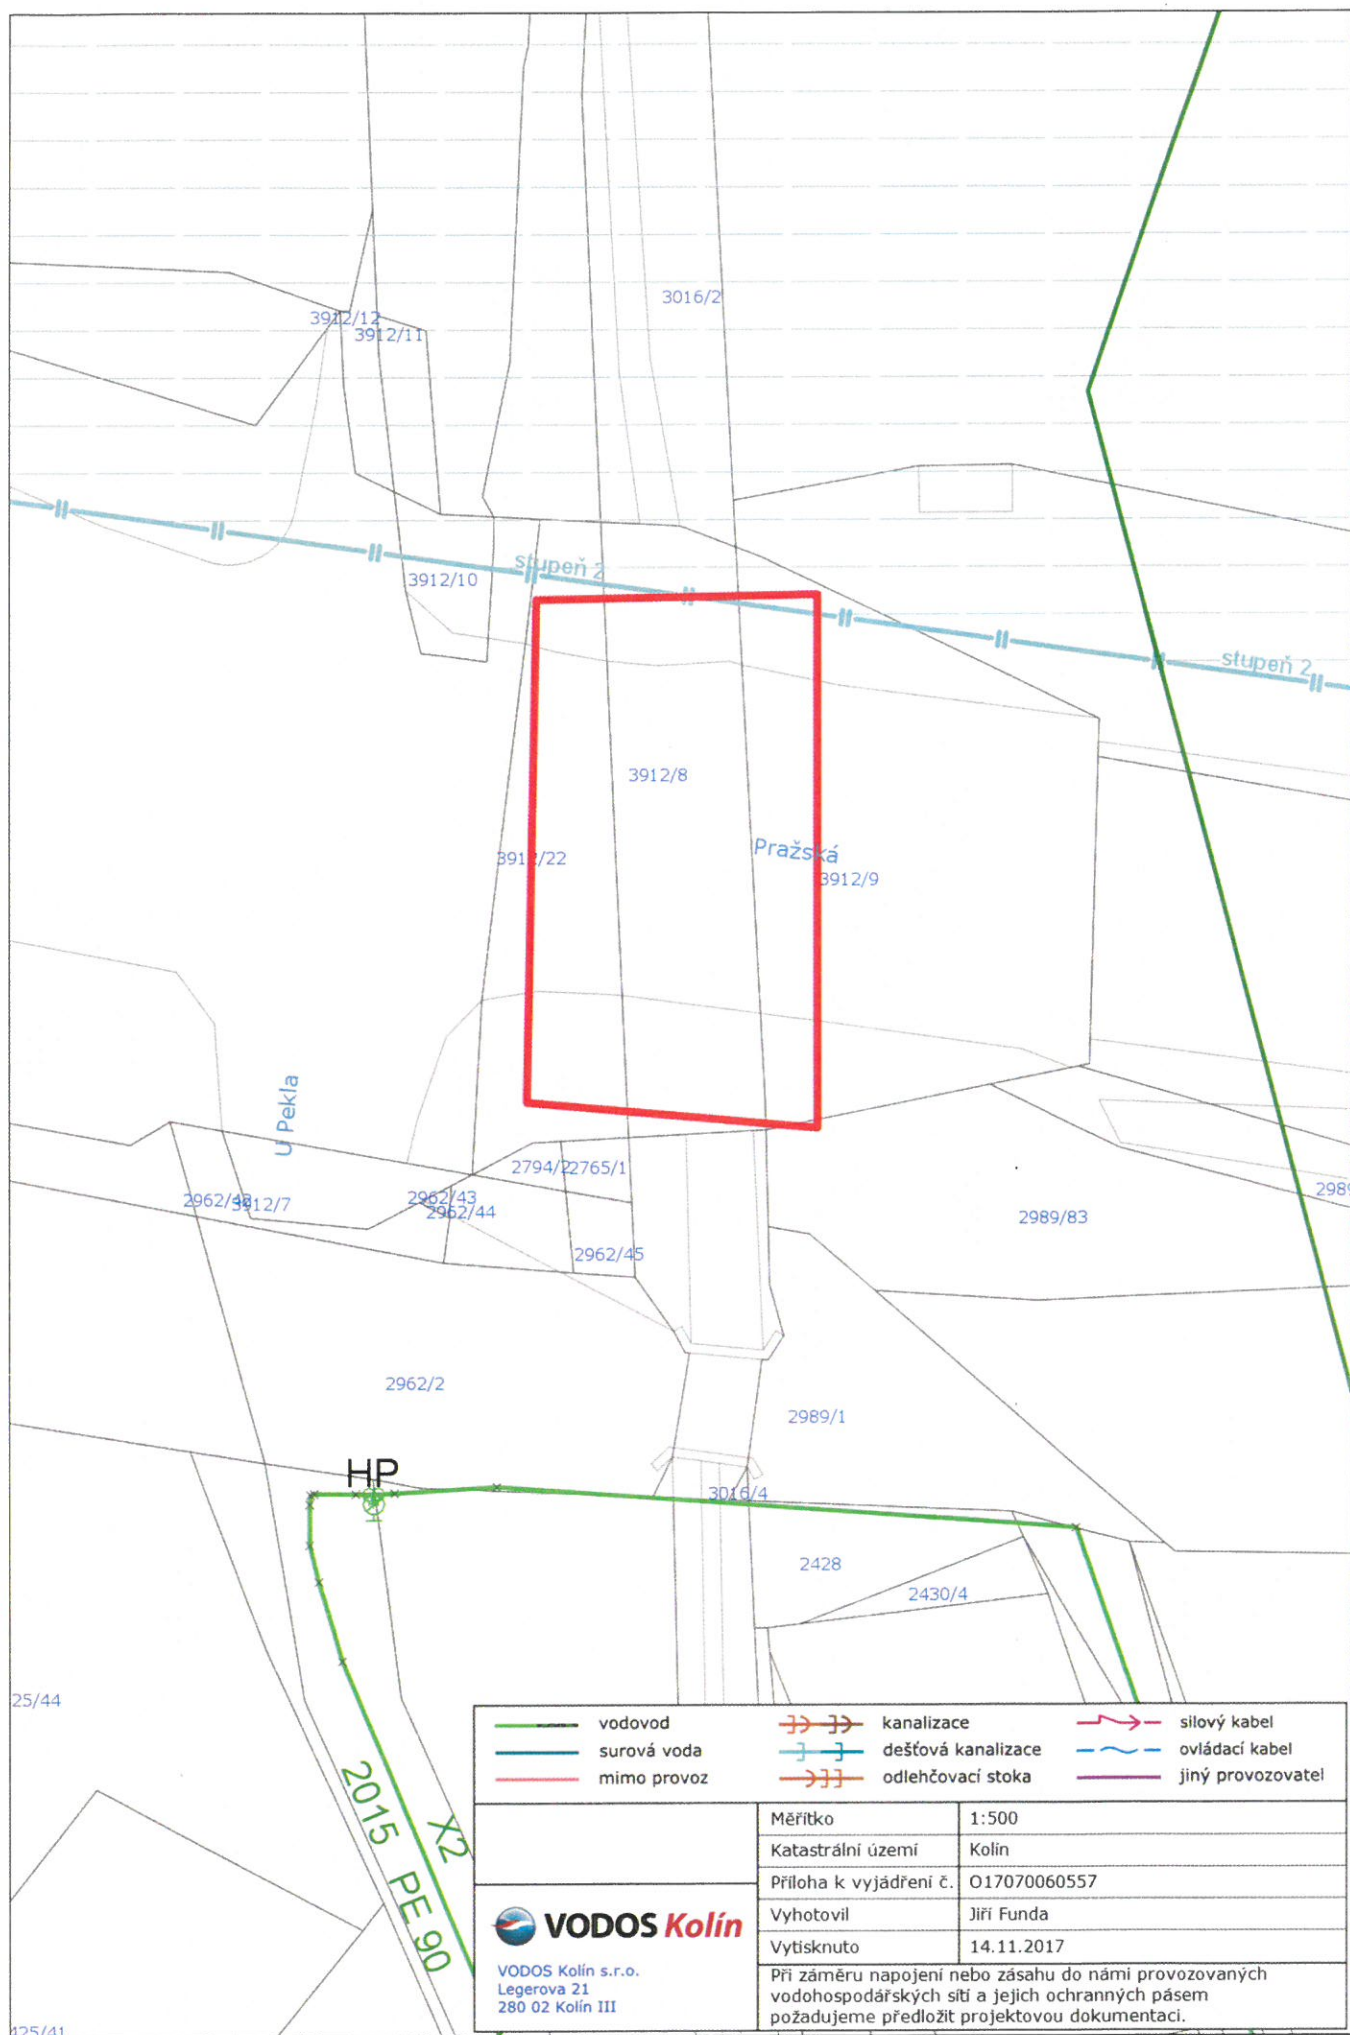 3016/2
3912/12
3912/11
stupeň 2
3912/10
stupeň 2
3912/8
Pražská
3912/22
3912/9
U Pekla
2794/2
2765/1
2962/43
3912/7
2962/44
2962/45
2989/83
2962/2
2989/1
HP
3016/4
2428
2430/4
25/44
2015 PE 90
X2
425/41
vodovod
surová voda
mimo provoz
kanalizace
dešťová kanalizace
odlehčovací stoka
silový kabel
ovládací kabel
jiný provozovatel
Měřítko 1:500
Katastrální území Kolín
Příloha k vyjádření č. O17070060557
Vyhotovil Jiří Funda
Vytisknuto 14.11.2017
VODOS Kolín
VODOS Kolín s.r.o.
Legerova 21
280 02 Kolín III
Při záměru napojení nebo zásahu do námi provozovaných
vodohospodářských sítí a jejich ochranných pásem
požadujeme předložit projektovou dokumentaci.